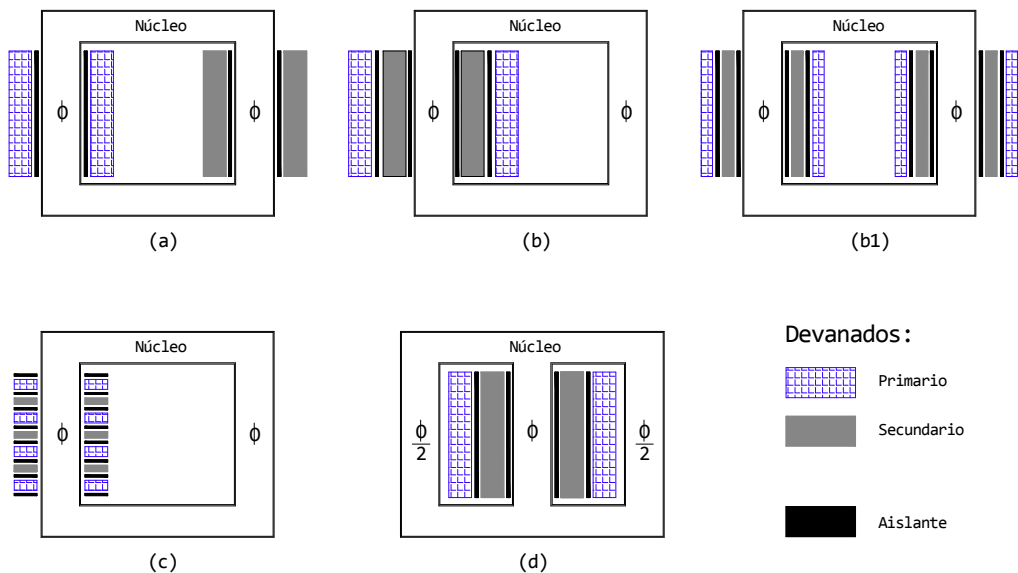 Núcleo
Núcleo
Núcleo
ϕ
ϕ
ϕ
ϕ
ϕ
ϕ
(a)
(b)
(b1)
Núcleo
Núcleo
Devanados:
Primario
Secundario
ϕ
ϕ
ϕ/2
ϕ
ϕ/2
Aislante
(c)
(d)